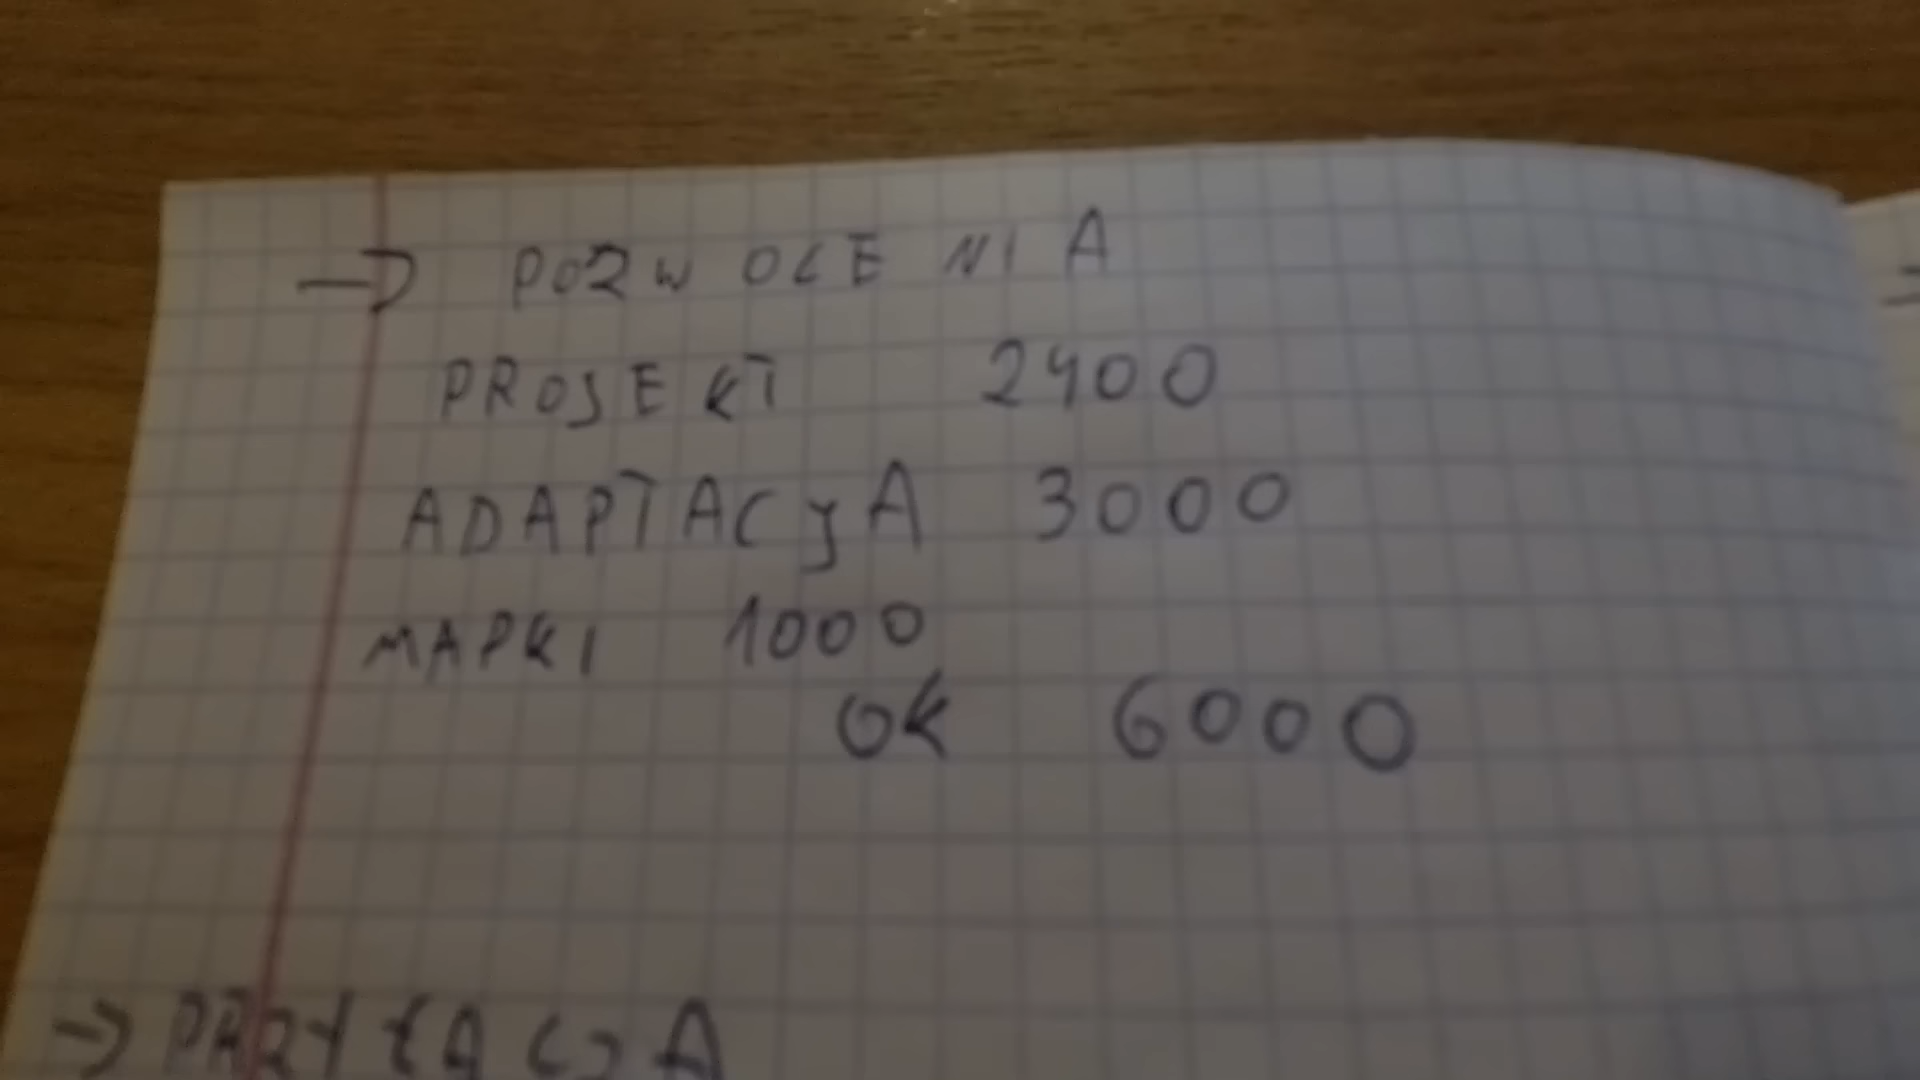 → POZWOLENIA
PROJEKT 2400
ADAPTACJA 3000
MAPKI 1000
OK 6000